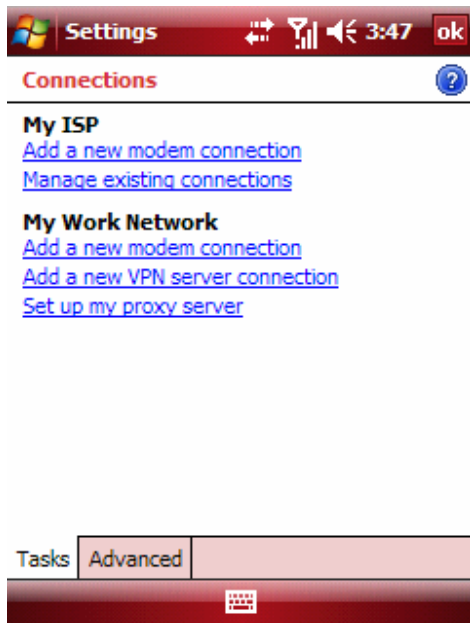 Settings 3:47 ok
Connections ?
My ISP
Add a new modem connection
Manage existing connections
My Work Network
Add a new modem connection
Add a new VPN server connection
Set up my proxy server
Tasks Advanced